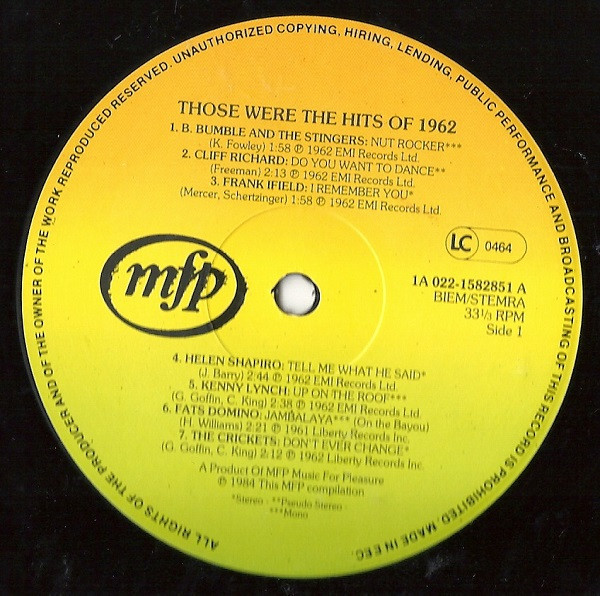 ALL RIGHTS OF THE PRODUCER AND OF THE OWNER OF THE WORK REPRODUCED RESERVED. UNAUTHORIZED COPYING, HIRING, LENDING, PUBLIC PERFORMANCE AND BROADCASTING OF THIS RECORD IS PROHIBITED. MADE IN EEC.
THOSE WERE THE HITS OF 1962
1. B. BUMBLE AND THE STINGERS: NUT ROCKER***
(K. Fowley) 1:58 ℗ 1962 EMI Records Ltd.
2. CLIFF RICHARD: DO YOU WANT TO DANCE**
(Freeman) 2:13 ℗ 1962 EMI Records Ltd.
3. FRANK IFIELD: I REMEMBER YOU*
(Mercer, Schertzinger) 1:58 ℗ 1962 EMI Records Ltd.
LC 0464
mfp
1A 022-1582851 A
BIEM/STEMRA
33⅓ RPM
Side 1
4. HELEN SHAPIRO: TELL ME WHAT HE SAID*
(J. Barry) 2:44 ℗ 1962 EMI Records Ltd.
5. KENNY LYNCH: UP ON THE ROOF***
(G. Goffin, C. King) 2:38 ℗ 1962 EMI Records Ltd.
6. FATS DOMINO: JAMBALAYA*** (On the Bayou)
(H. Williams) 2:21 ℗ 1961 Liberty Records Inc.
7. THE CRICKETS: DON'T EVER CHANGE*
(G. Goffin, C. King) 2:12 ℗ 1962 Liberty Records Inc.
A Product Of MFP Music For Pleasure
℗ 1984 This MFP compilation
*Stereo - **Pseudo Stereo -
***Mono